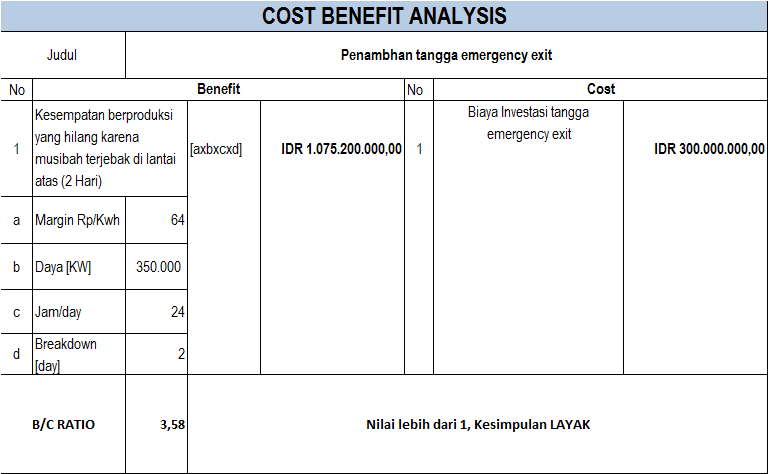 COST BENEFIT ANALYSIS
Judul Penambhan tangga emergency exit
No Benefit No Cost
1 Kesempatan berproduksi
yang hilang karena
musibah terjebak di lantai
atas (2 Hari)
[axbxcxd] IDR 1.075.200.000,00
1 Biaya Investasi tangga
emergency exit
IDR 300.000.000,00
a Margin Rp/Kwh 64
b Daya [KW] 350.000
c Jam/day 24
d Breakdown
[day] 2
B/C RATIO 3,58 Nilai lebih dari 1, Kesimpulan LAYAK